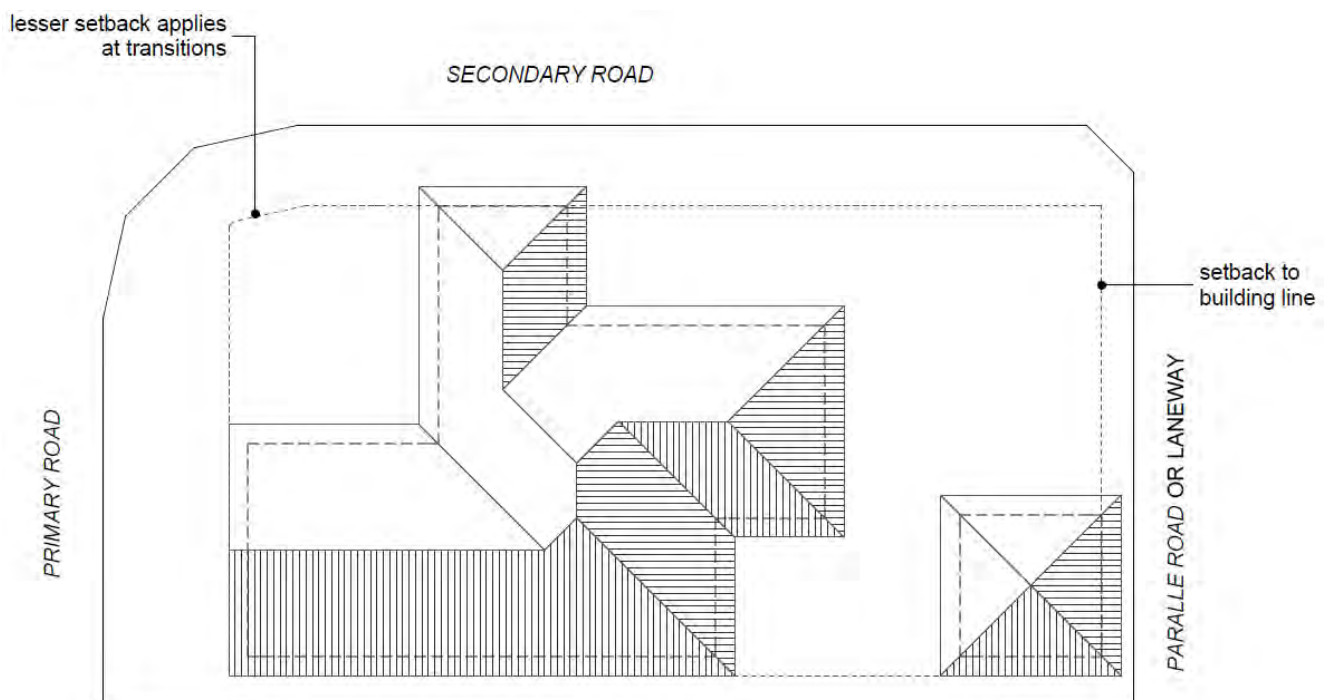 lesser setback applies
at transitions
SECONDARY ROAD
setback to
building line
PRIMARY ROAD
PARALLE ROAD OR LANEWAY